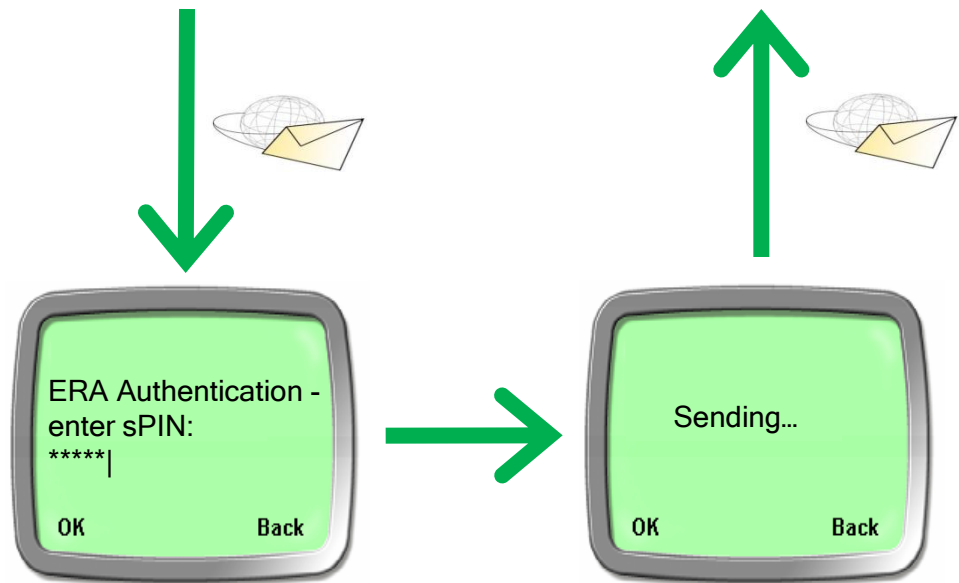 ERA Authentication -
enter sPIN:
*****|
OK Back
Sending…
OK Back